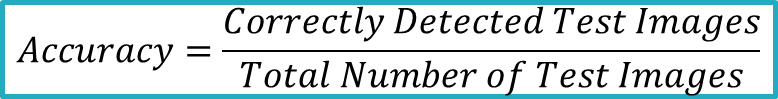 Accuracy = Correctly Detected Test Images
Total Number of Test Images